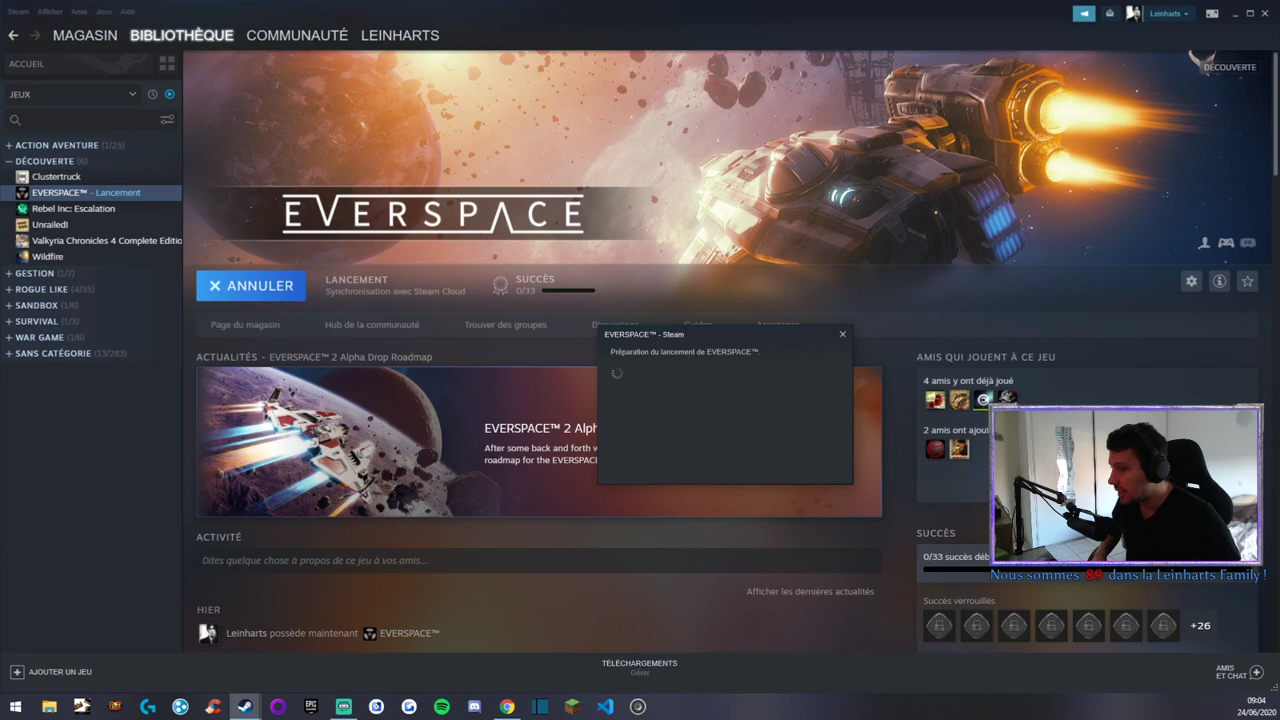 Steam Afficher Amis Jeux Aide
Leinharts
MAGASIN BIBLIOTHÈQUE COMMUNAUTÉ LEINHARTS
ACCUEIL
DÉCOUVERTE
JEUX
+ ACTION AVENTURE (1/25)
— DÉCOUVERTE (6)
Clustertruck
EVERSPACE™ - Lancement
Rebel Inc: Escalation
Unrailed!
Valkyria Chronicles 4 Complete Editio
Wildfire
+ GESTION (1/7)
+ ROGUE LIKE (4/35)
+ SANDBOX (1/6)
+ SURVIVAL (1/3)
+ WAR GAME (1/6)
+ SANS CATÉGORIE (13/283)
EVERSPACE
ANNULER
LANCEMENT
Synchronisation avec Steam Cloud
SUCCÈS
0/33
Page du magasin Hub de la communauté Trouver des groupes Discussions Guides Assistance
EVERSPACE™ - Steam
Préparation du lancement de EVERSPACE™.
ACTUALITÉS - EVERSPACE™ 2 Alpha Drop Roadmap
EVERSPACE™ 2 Alph
After some back and forth w
roadmap for the EVERSPACE
AMIS QUI JOUENT À CE JEU
4 amis y ont déjà joué
2 amis ont ajou
ACTIVITÉ
Dites quelque chose à propos de ce jeu à vos amis...
Afficher les dernières actualités
HIER
Leinharts possède maintenant EVERSPACE™
SUCCÈS
0/33 succès déb
Nous sommes 89 dans la Leinharts Family !
Succès verrouillés
+26
AJOUTER UN JEU
TÉLÉCHARGEMENTS
Gérer
AMIS
ET CHAT
EPIC
09:04
24/06/2020